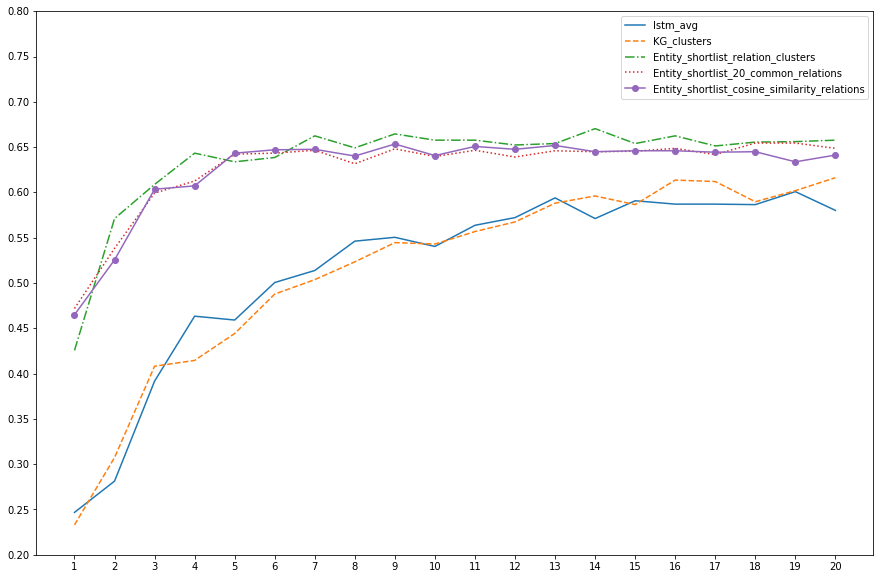 lstm_avg
KG_clusters
Entity_shortlist_relation_clusters
Entity_shortlist_20_common_relations
Entity_shortlist_cosine_similarity_relations
0.80
0.75
0.70
0.65
0.60
0.55
0.50
0.45
0.40
0.35
0.30
0.25
0.20
1 2 3 4 5 6 7 8 9 10 11 12 13 14 15 16 17 18 19 20